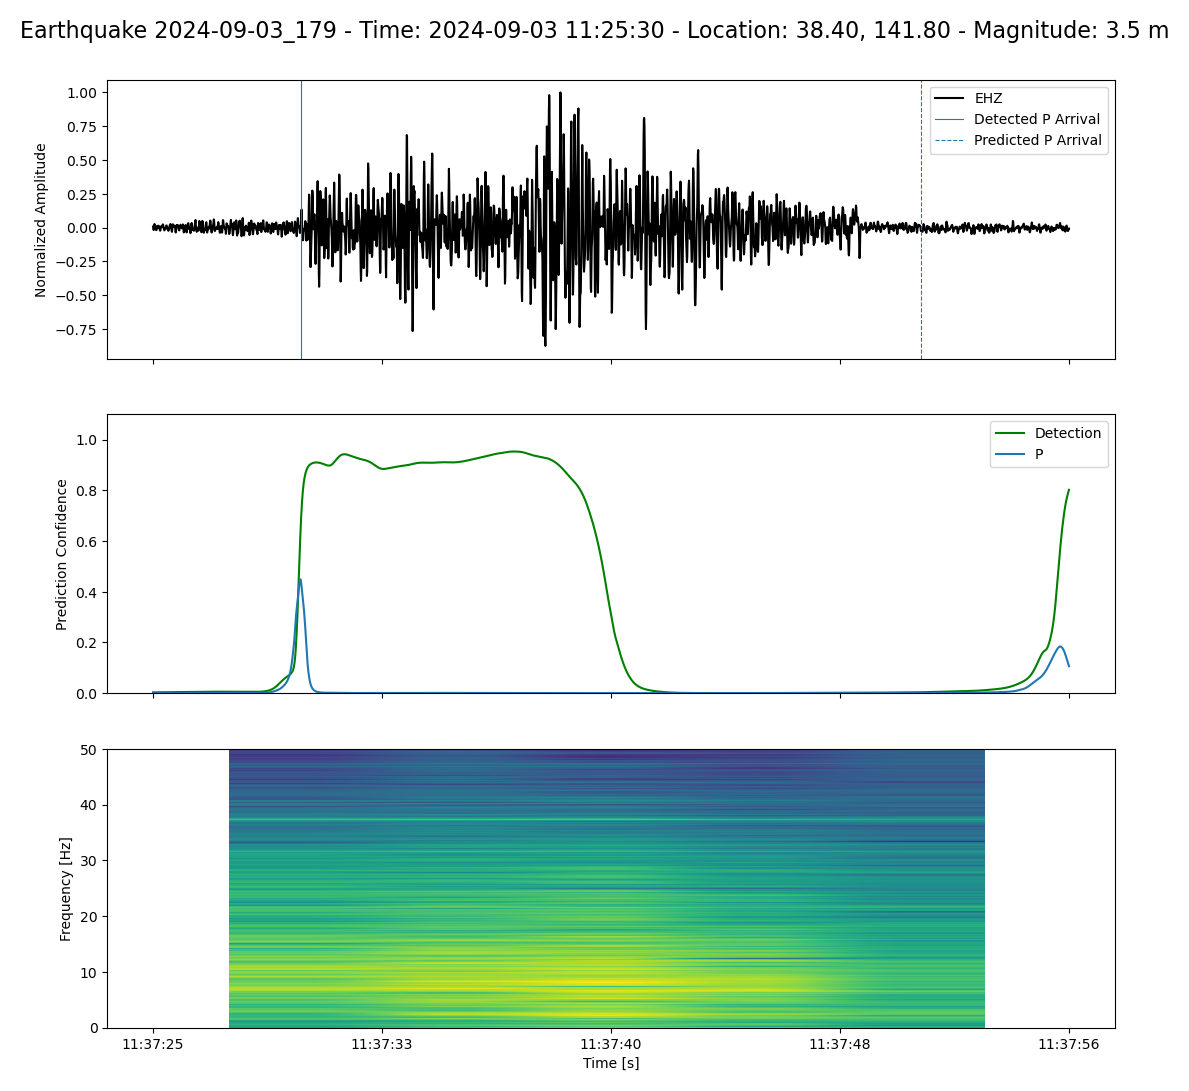 Earthquake 2024-09-03_179 - Time: 2024-09-03 11:25:30 - Location: 38.40, 141.80 - Magnitude: 3.5 m
1.00
0.75
0.50
0.25
0.00
−0.25
−0.50
−0.75
Normalized Amplitude
EHZ
Detected P Arrival
Predicted P Arrival
1.0
0.8
0.6
0.4
0.2
0.0
Prediction Confidence
Detection
P
50
40
30
20
10
0
Frequency [Hz]
11:37:25
11:37:33
11:37:40
11:37:48
11:37:56
Time [s]